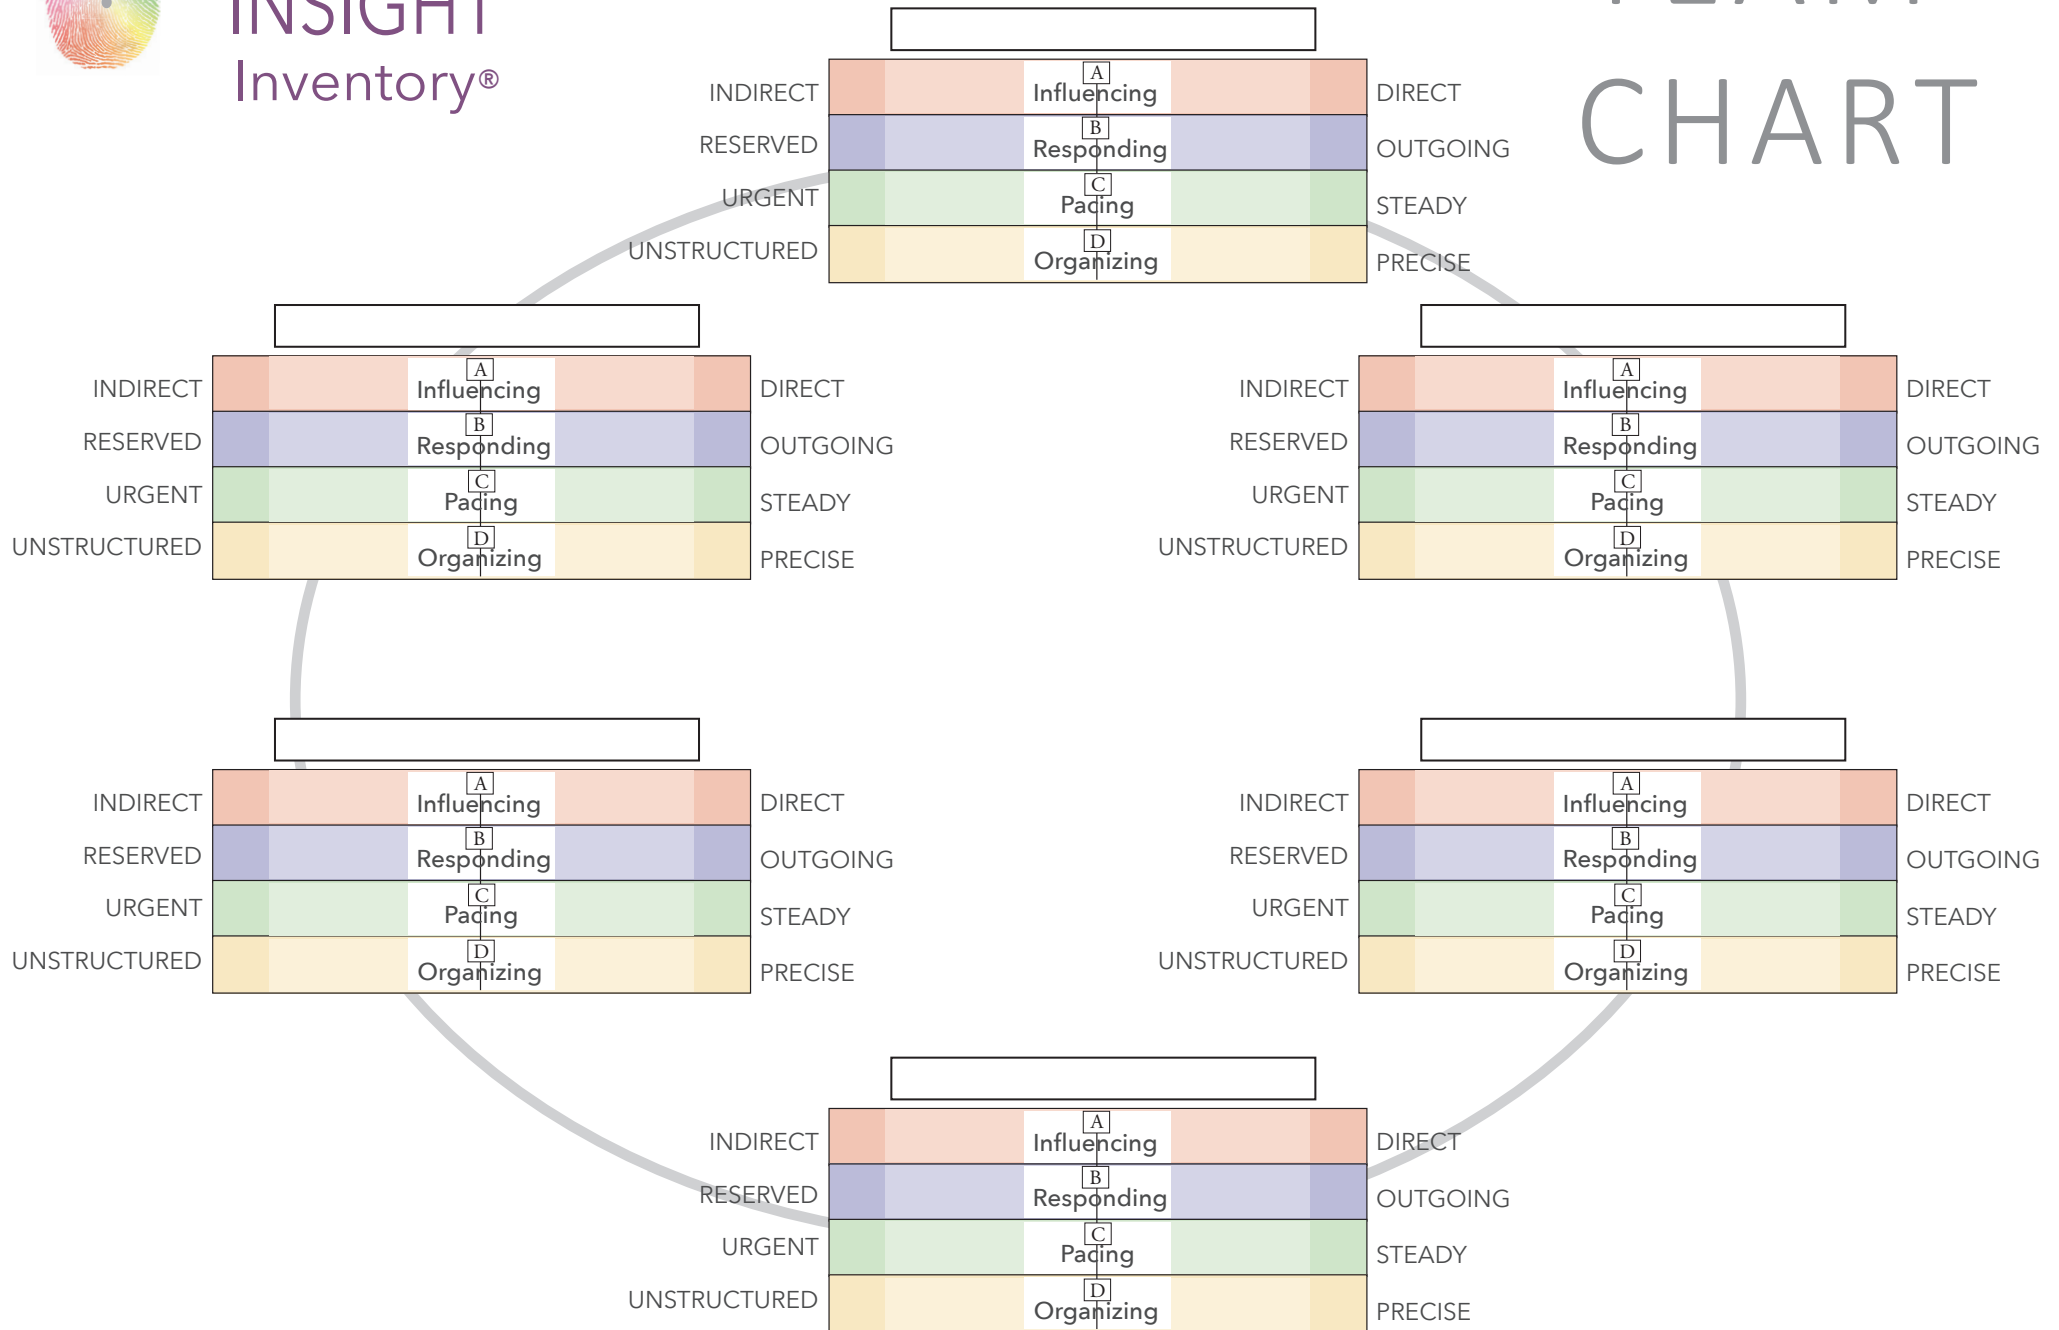 INSIGHT
Inventory®
TEAM
CHART
A
INDIRECT Influencing DIRECT
B
RESERVED Responding OUTGOING
C
URGENT Pacing STEADY
D
UNSTRUCTURED Organizing PRECISE
A
INDIRECT Influencing DIRECT
B
RESERVED Responding OUTGOING
C
URGENT Pacing STEADY
D
UNSTRUCTURED Organizing PRECISE
A
INDIRECT Influencing DIRECT
B
RESERVED Responding OUTGOING
C
URGENT Pacing STEADY
D
UNSTRUCTURED Organizing PRECISE
A
INDIRECT Influencing DIRECT
B
RESERVED Responding OUTGOING
C
URGENT Pacing STEADY
D
UNSTRUCTURED Organizing PRECISE
A
INDIRECT Influencing DIRECT
B
RESERVED Responding OUTGOING
C
URGENT Pacing STEADY
D
UNSTRUCTURED Organizing PRECISE
A
INDIRECT Influencing DIRECT
B
RESERVED Responding OUTGOING
C
URGENT Pacing STEADY
D
UNSTRUCTURED Organizing PRECISE